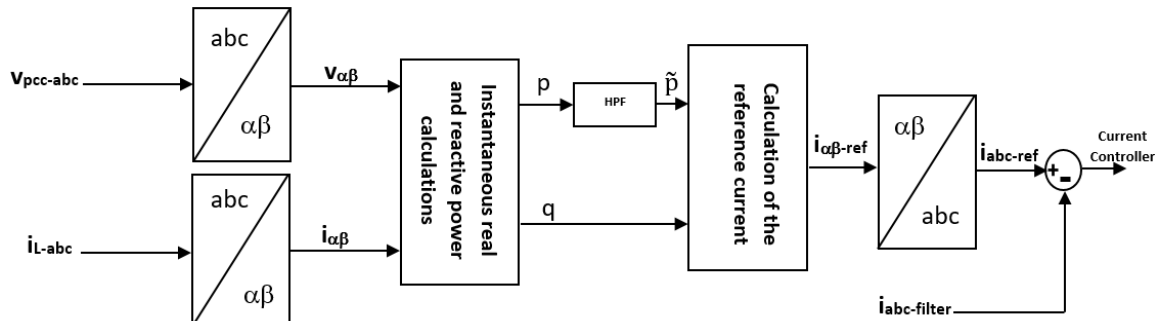 abc
αβ
vpcc-abc
vαβ
abc
αβ
iL-abc
iαβ
Instantaneous real
and reactive power
calculations
p
HPF
p̃
q
Calculation of the
reference current
iαβ-ref
αβ
abc
iabc-ref
+
-
Current
Controller
iabc-filter